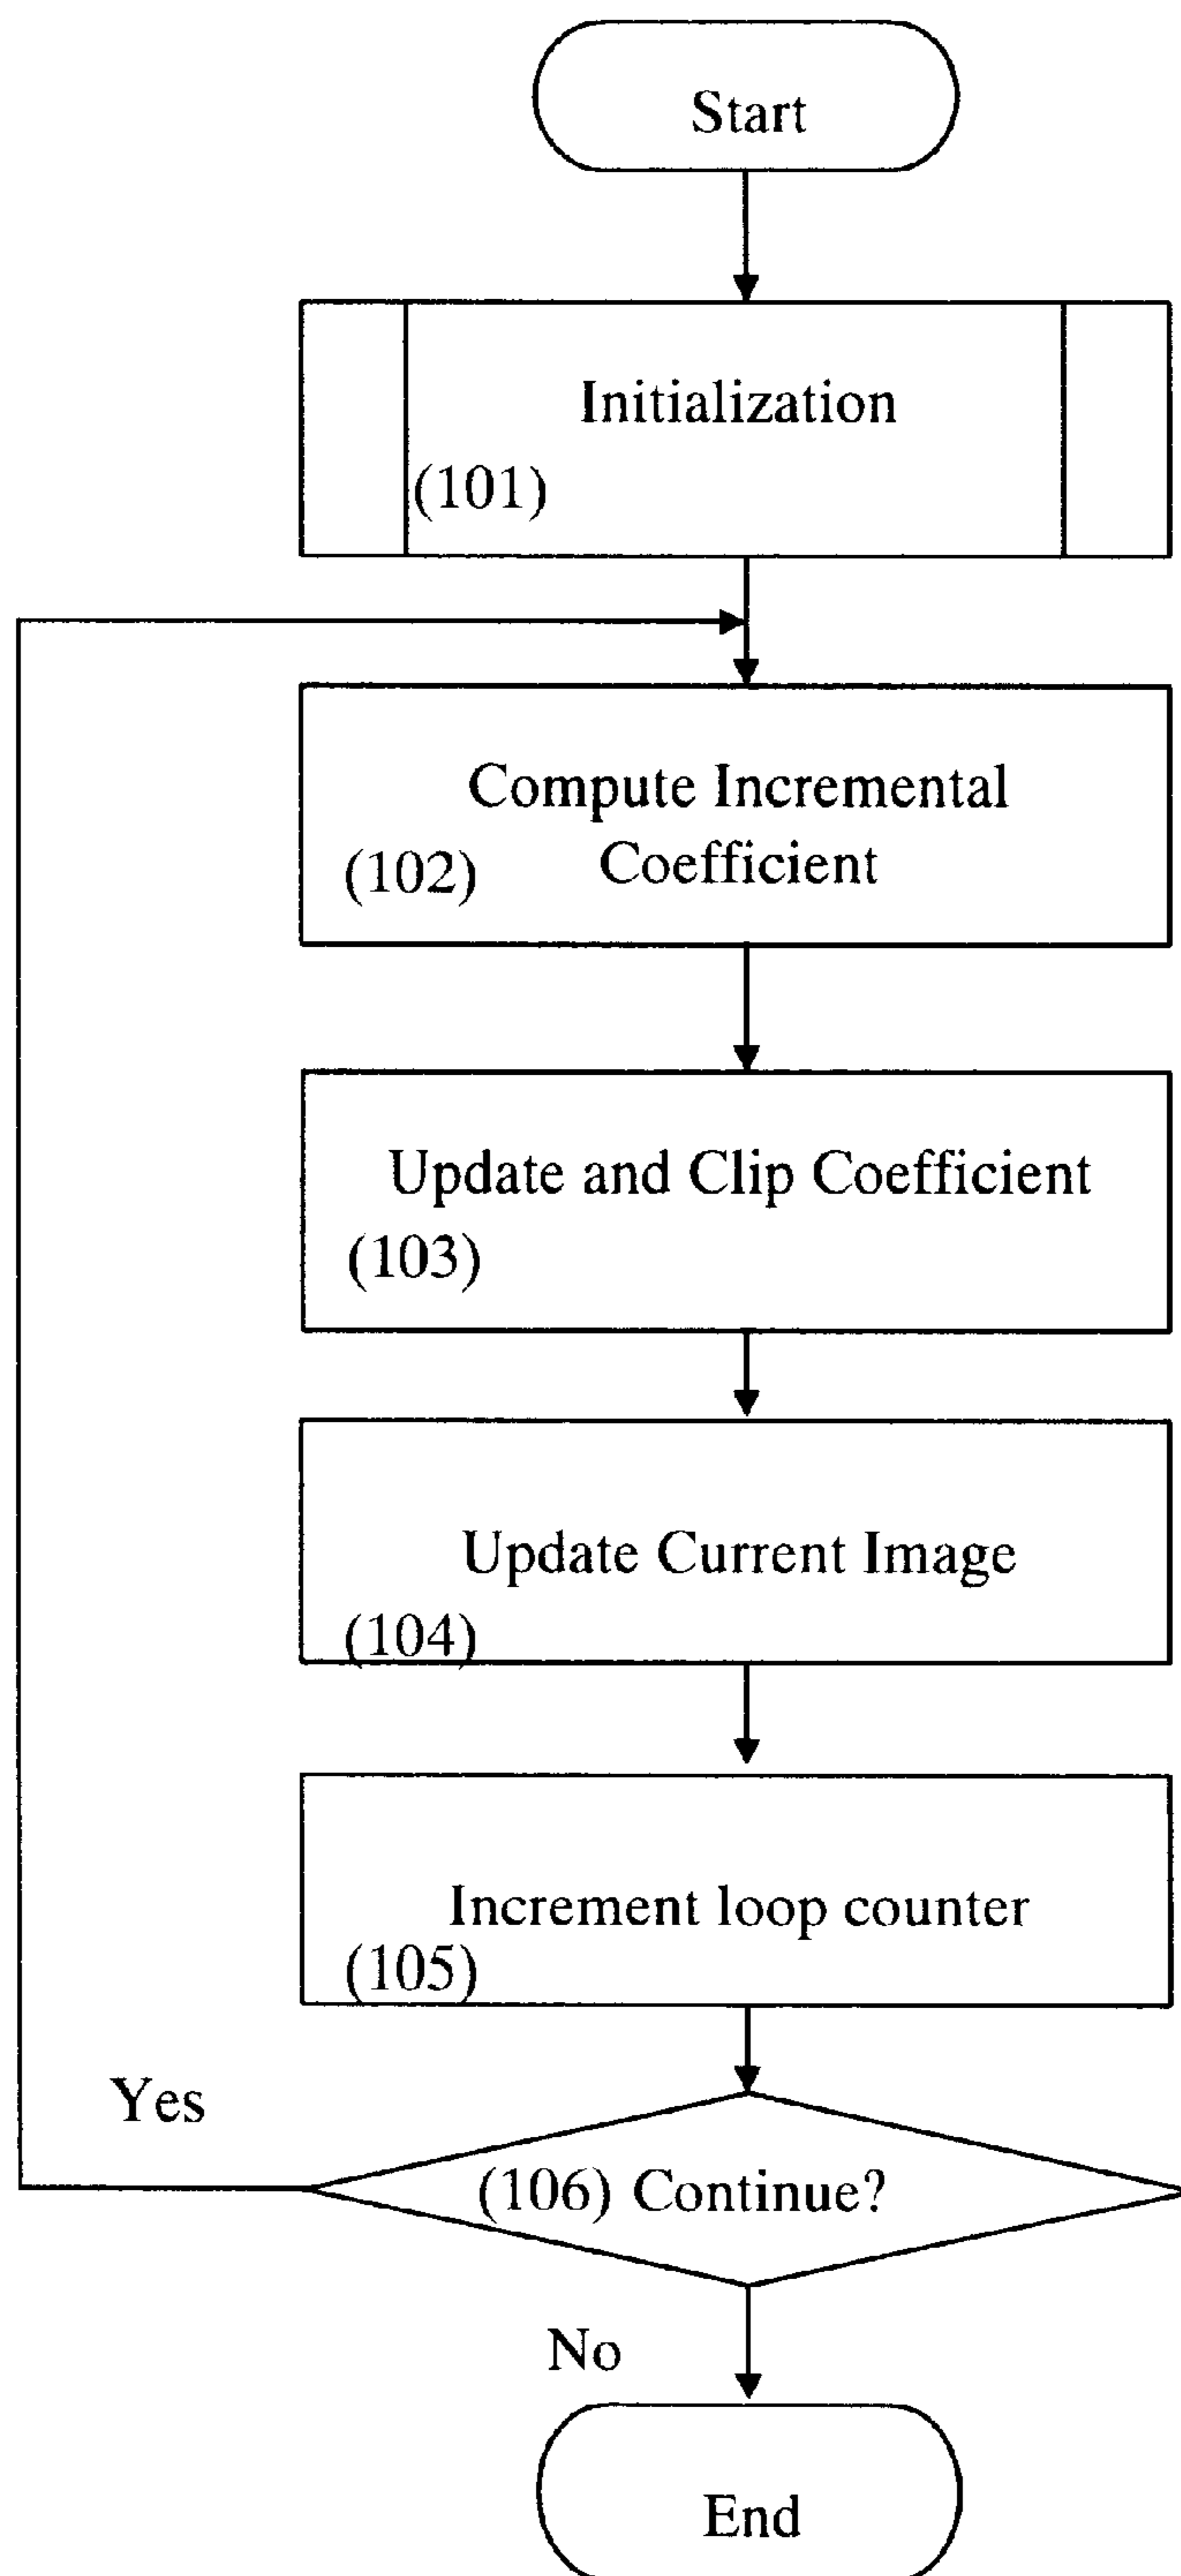 Start
Initialization
(101)
Compute Incremental
(102) Coefficient
Update and Clip Coefficient
(103)
Update Current Image
(104)
Increment loop counter
(105)
Yes
(106) Continue?
No
End